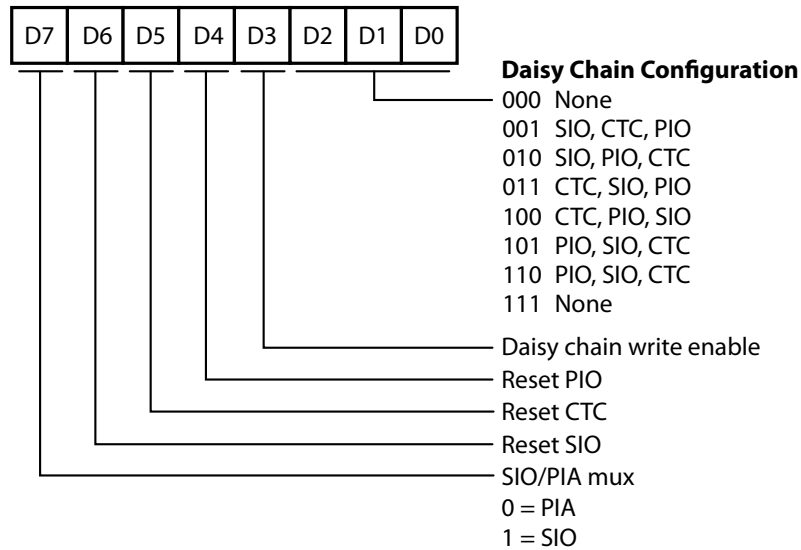 D7 D6 D5 D4 D3 D2 D1 D0
Daisy Chain Configuration
000 None
001 SIO, CTC, PIO
010 SIO, PIO, CTC
011 CTC, SIO, PIO
100 CTC, PIO, SIO
101 PIO, SIO, CTC
110 PIO, SIO, CTC
111 None
Daisy chain write enable
Reset PIO
Reset CTC
Reset SIO
SIO/PIA mux
0 = PIA
1 = SIO